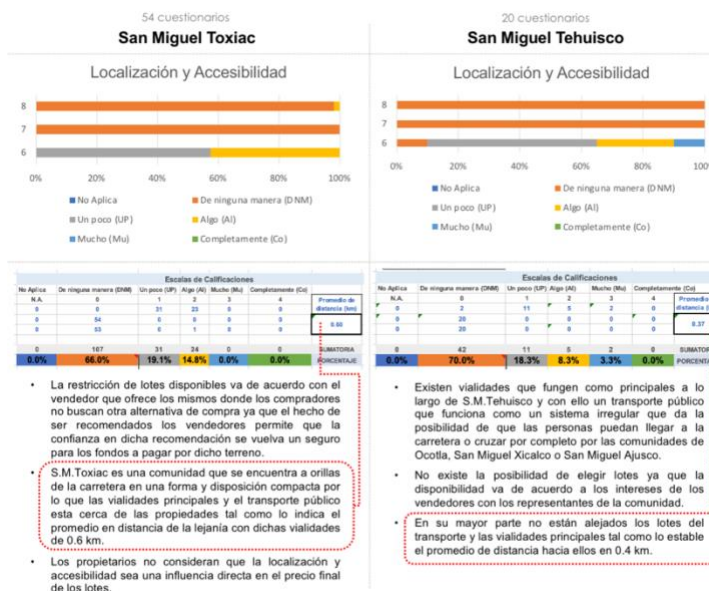 54 cuestionarios
San Miguel Toxiac
Localización y Accesibilidad
8
7
6
0% 20% 40% 60% 80% 100%
No Aplica De ninguna manera (DNM)
Un poco (UP) Algo (Al)
Mucho (Mu) Completamente (Co)
Escalas de Calificaciones
No Aplica De ninguna manera (DNM) Un poco (UP) Algo (Al) Mucho (Mu) Completamente (Co)
N.A. 0 1 2 3 4 Promedio de
0 0 31 23 0 0 distancia (km)
0 54 0 0 0 0 0.60
0 53 0 1 0 0
0 107 31 24 0 0 SUMATORIA
0.0% 66.0% 19.1% 14.8% 0.0% 0.0% PORCENTAJE
• La restricción de lotes disponibles va de acuerdo con el
vendedor que ofrece los mismos donde los compradores
no buscan otra alternativa de compra ya que el hecho de
ser recomendados los vendedores permite que la
confianza en dicha recomendación se vuelva un seguro
para los fondos a pagar por dicho terreno.
• S.M.Toxiac es una comunidad que se encuentra a orillas
de la carretera en una forma y disposición compacta por
lo que las vialidades principales y el transporte público
esta cerca de las propiedades tal como lo indica el
promedio en distancia de la lejanía con dichas vialidades
de 0.6 km.
• Los propietarios no consideran que la localización y
accesibilidad sea una influencia directa en el precio final
de los lotes.
20 cuestionarios
San Miguel Tehuisco
Localización y Accesibilidad
8
7
6
0% 20% 40% 60% 80% 100
No Aplica De ninguna manera (DNM)
Un poco (UP) Algo (Al)
Mucho (Mu) Completamente (Co)
Escalas de Calificaciones
No Aplica De ninguna manera (DNM) Un poco (UP) Algo (Al) Mucho (Mu) Completamente (Co)
N.A. 0 1 2 3 4 Promedio
0 2 11 5 2 0 distancia (
0 20 0 0 0 0 0.37
0 20 0 0 0 0
0 42 11 5 2 0 SUMATOR
0.0% 70.0% 18.3% 8.3% 3.3% 0.0% PORCENT
• Existen vialidades que fungen como principales a lo
largo de S.M.Tehuisco y con ello un transporte público
que funciona como un sistema irregular que da la
posibilidad de que las personas puedan llegar a la
carretera o cruzar por completo por las comunidades de
Ocotla, San Miguel Xicalco o San Miguel Ajusco.
• No existe la posibilidad de elegir lotes ya que la
disponibilidad va de acuerdo a los intereses de los
vendedores con los representantes de la comunidad.
• En su mayor parte no están alejados los lotes del
transporte y las vialidades principales tal como lo estable
el promedio de distancia hacia ellos en 0.4 km.